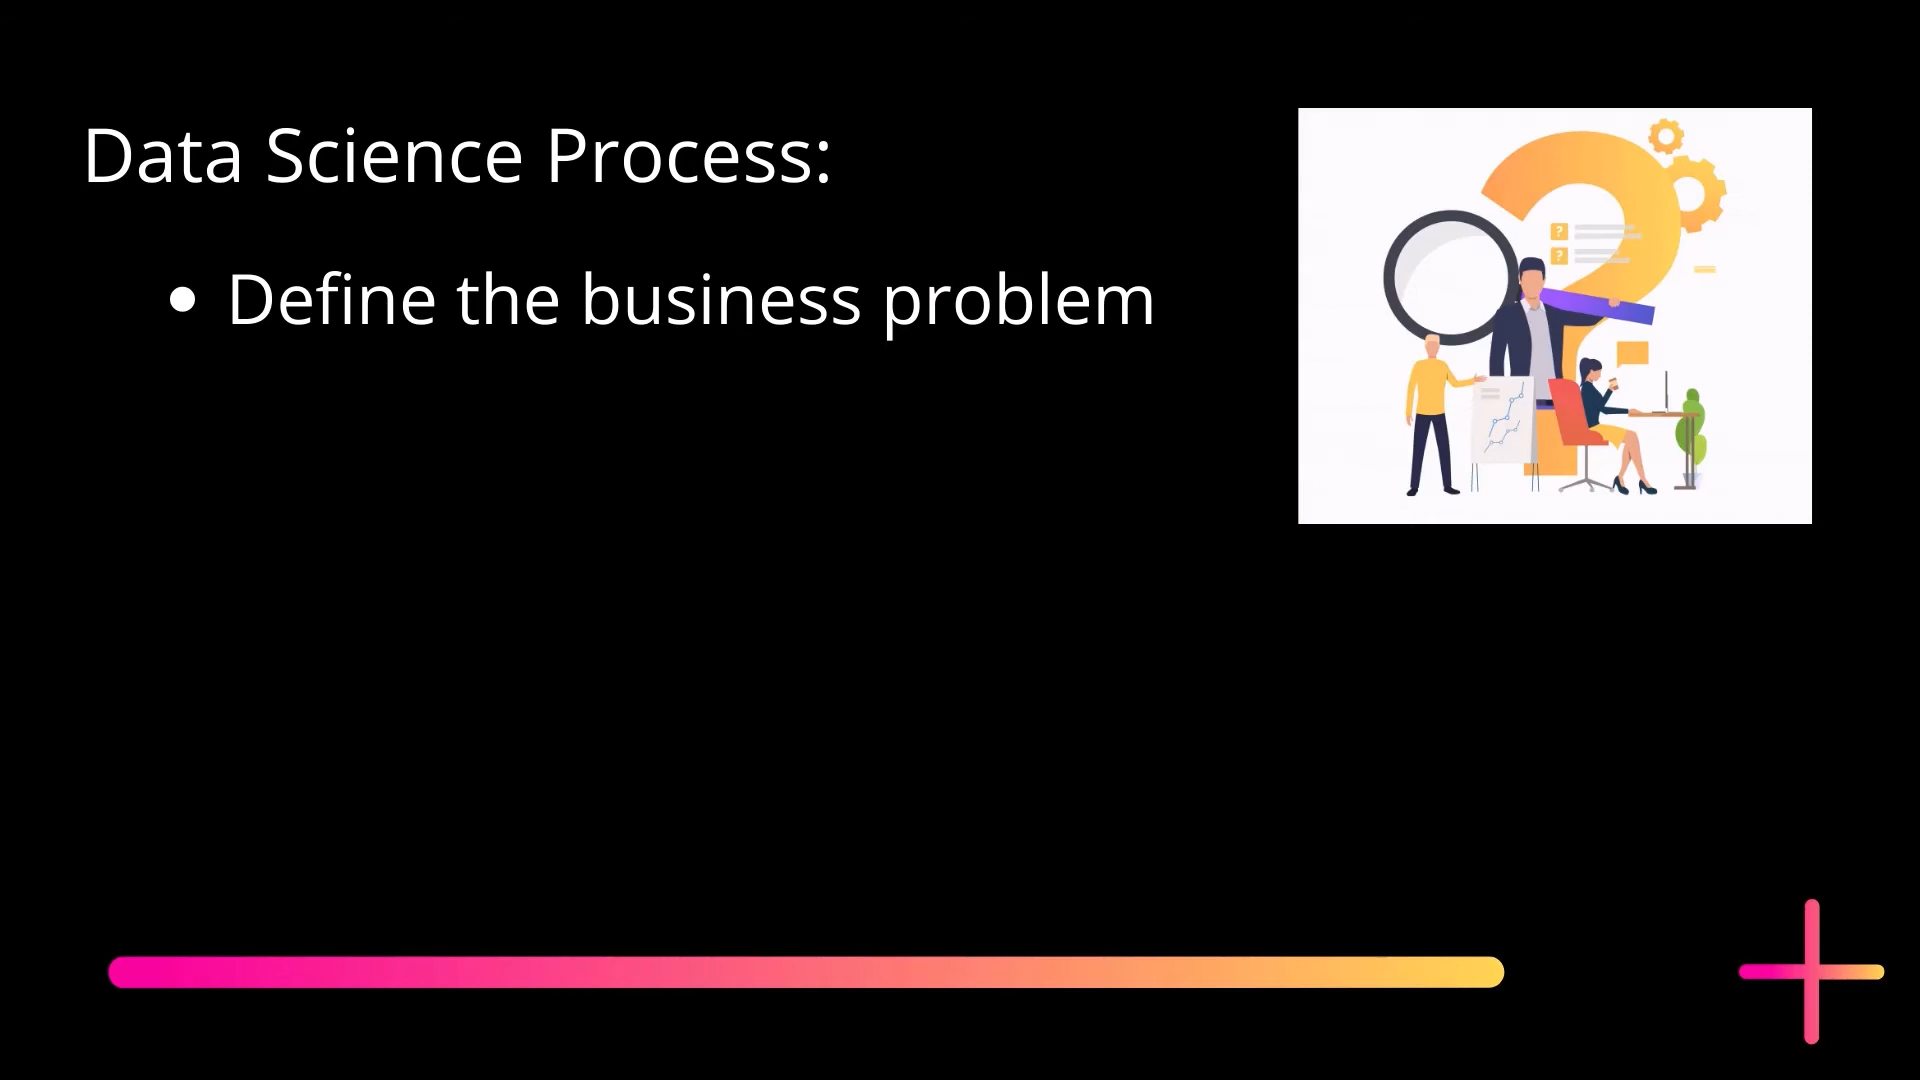 Data Science Process:
• Define the business problem
?
?